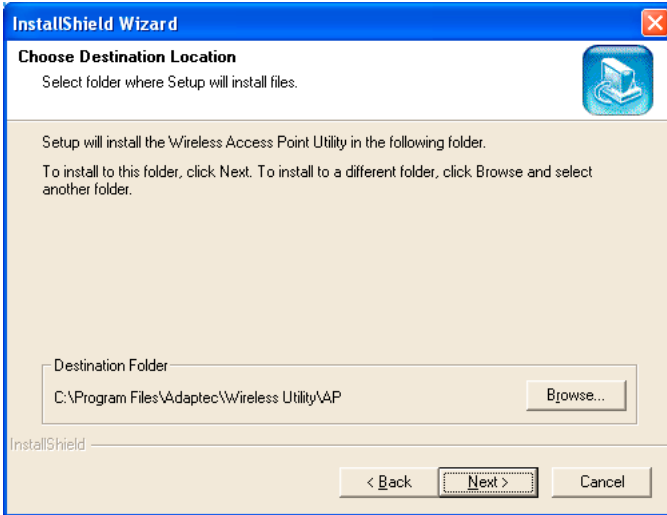 InstallShield Wizard
Choose Destination Location
Select folder where Setup will install files.
Setup will install the Wireless Access Point Utility in the following folder.
To install to this folder, click Next. To install to a different folder, click Browse and select
another folder.
Destination Folder
C:\Program Files\Adaptec\Wireless Utility\AP
Browse...
InstallShield
< Back
Next >
Cancel